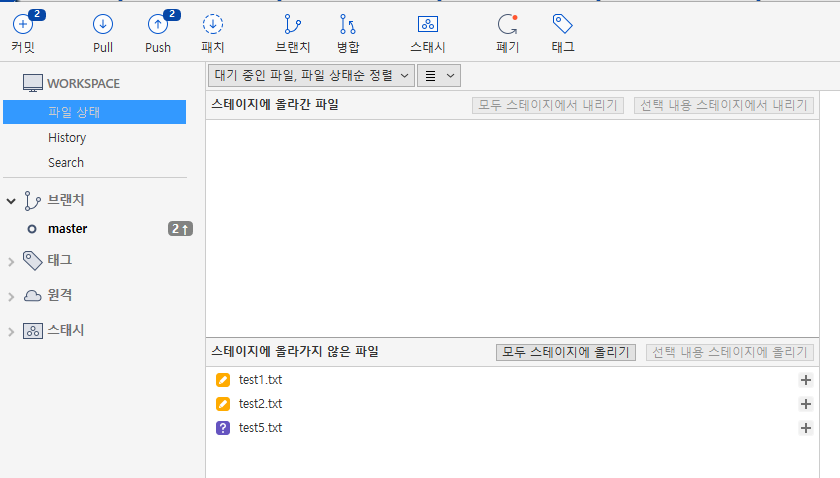 2 2
커밋 Pull Push 패치 브랜치 병합 스태시 폐기 태그
WORKSPACE
파일 상태
History
Search
브랜치
master 2↑
태그
원격
스태시
대기 중인 파일, 파일 상태순 정렬
스테이지에 올라간 파일 모두 스테이지에서 내리기 선택 내용 스테이지에서 내리기
스테이지에 올라가지 않은 파일 모두 스테이지에 올리기 선택 내용 스테이지에 올리기
test1.txt
test2.txt
? test5.txt